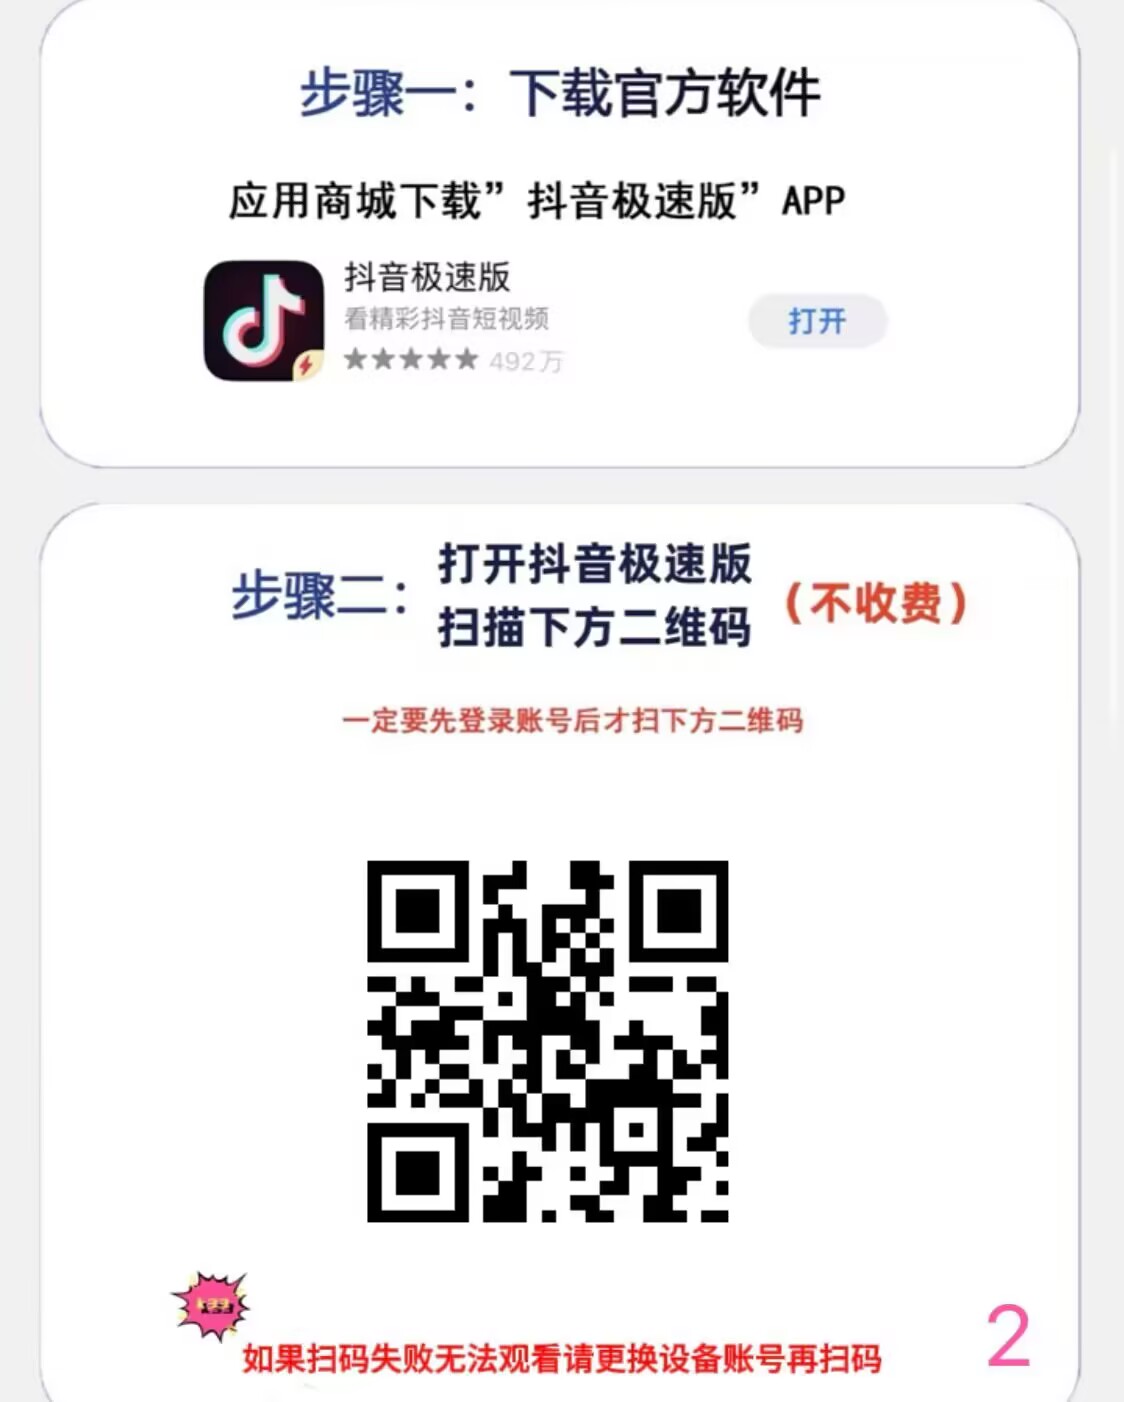 步骤一：下载官方软件
应用商城下载”抖音极速版”APP
抖音极速版
看精彩抖音短视频
打开
★★★★★ 492万
步骤二：
打开抖音极速版
扫描下方二维码
（不收费）
一定要先登录账号后才扫下方二维码
如果扫码失败无法观看请更换设备账号再扫码
2